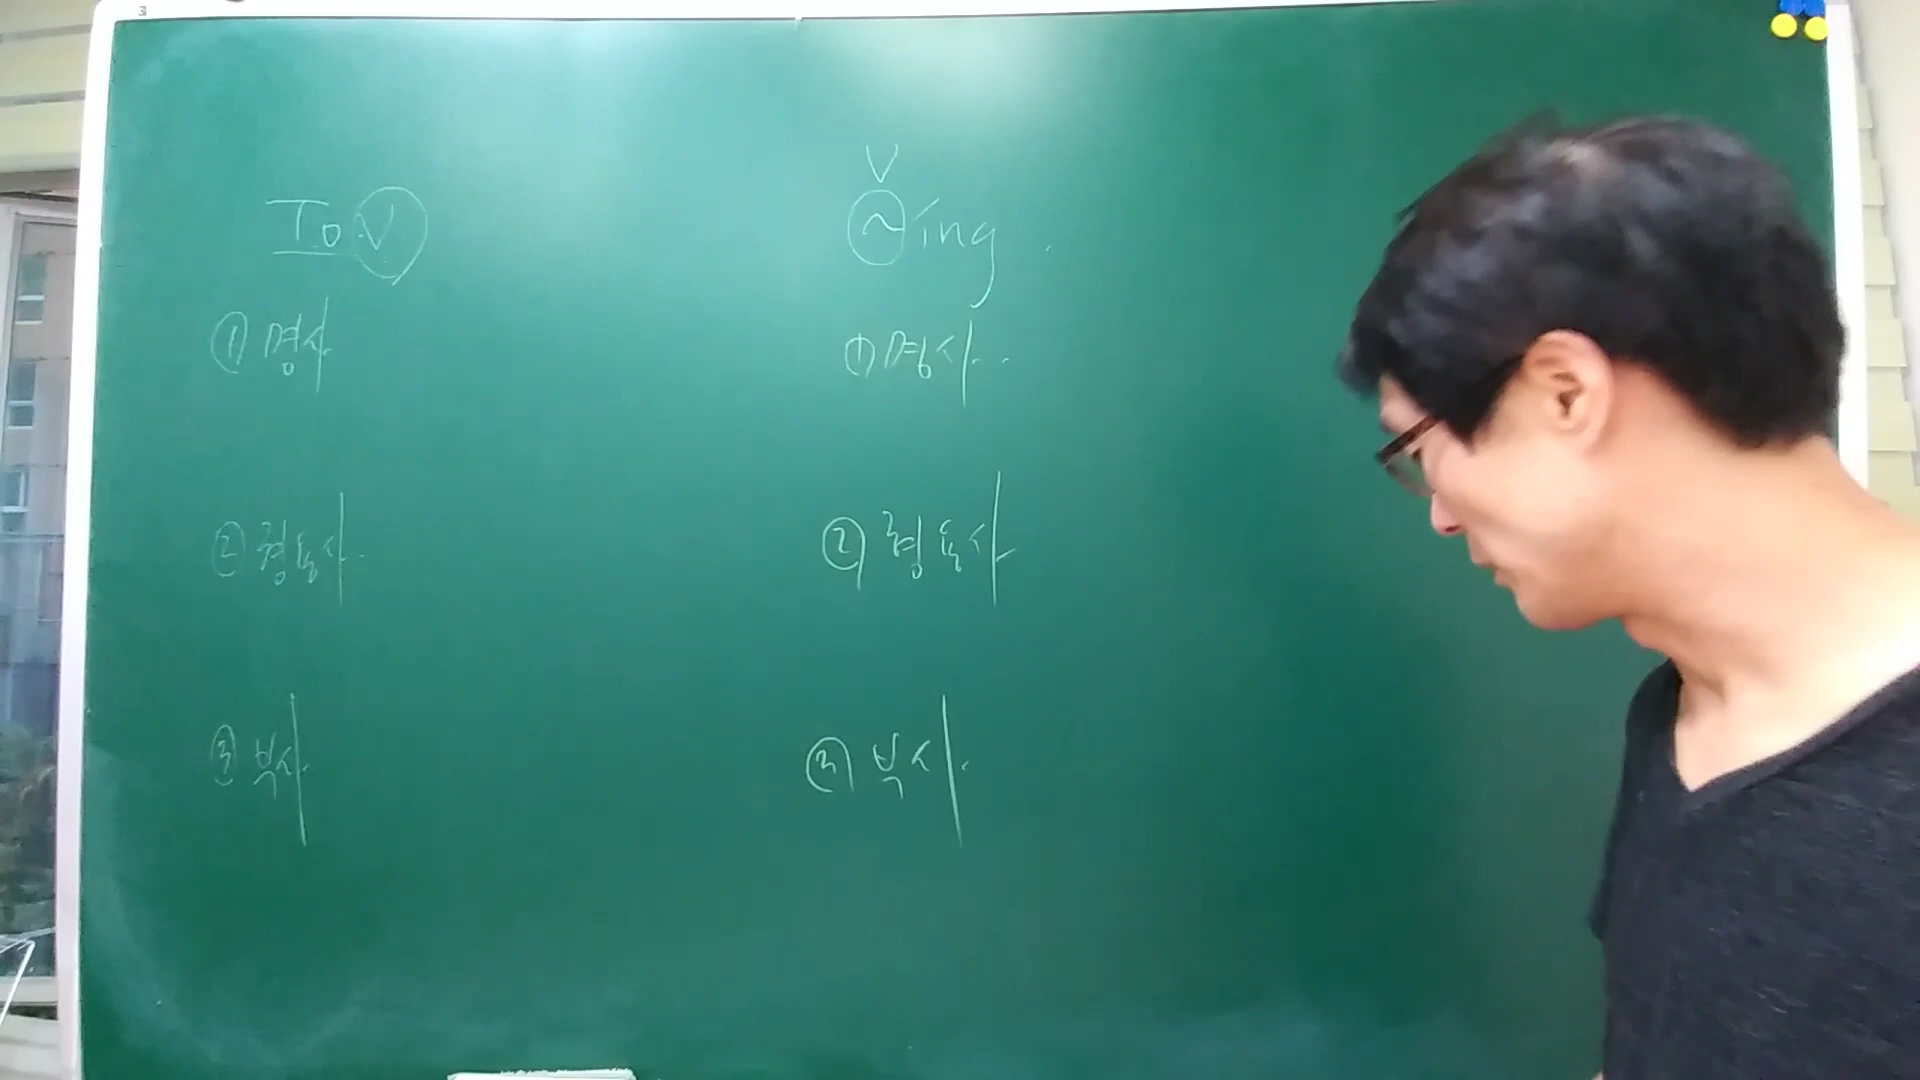 To V
① 명사
② 형용사.
③ 부사.
V
~ing
① 명사..
② 형용사
③ 부사.